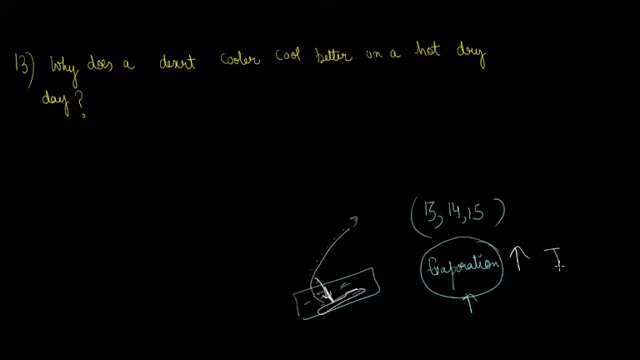 13) Why does a desert cooler cool better on a hot dry
day?
(13, 14, 15)
Evaporation ↑ T
↑